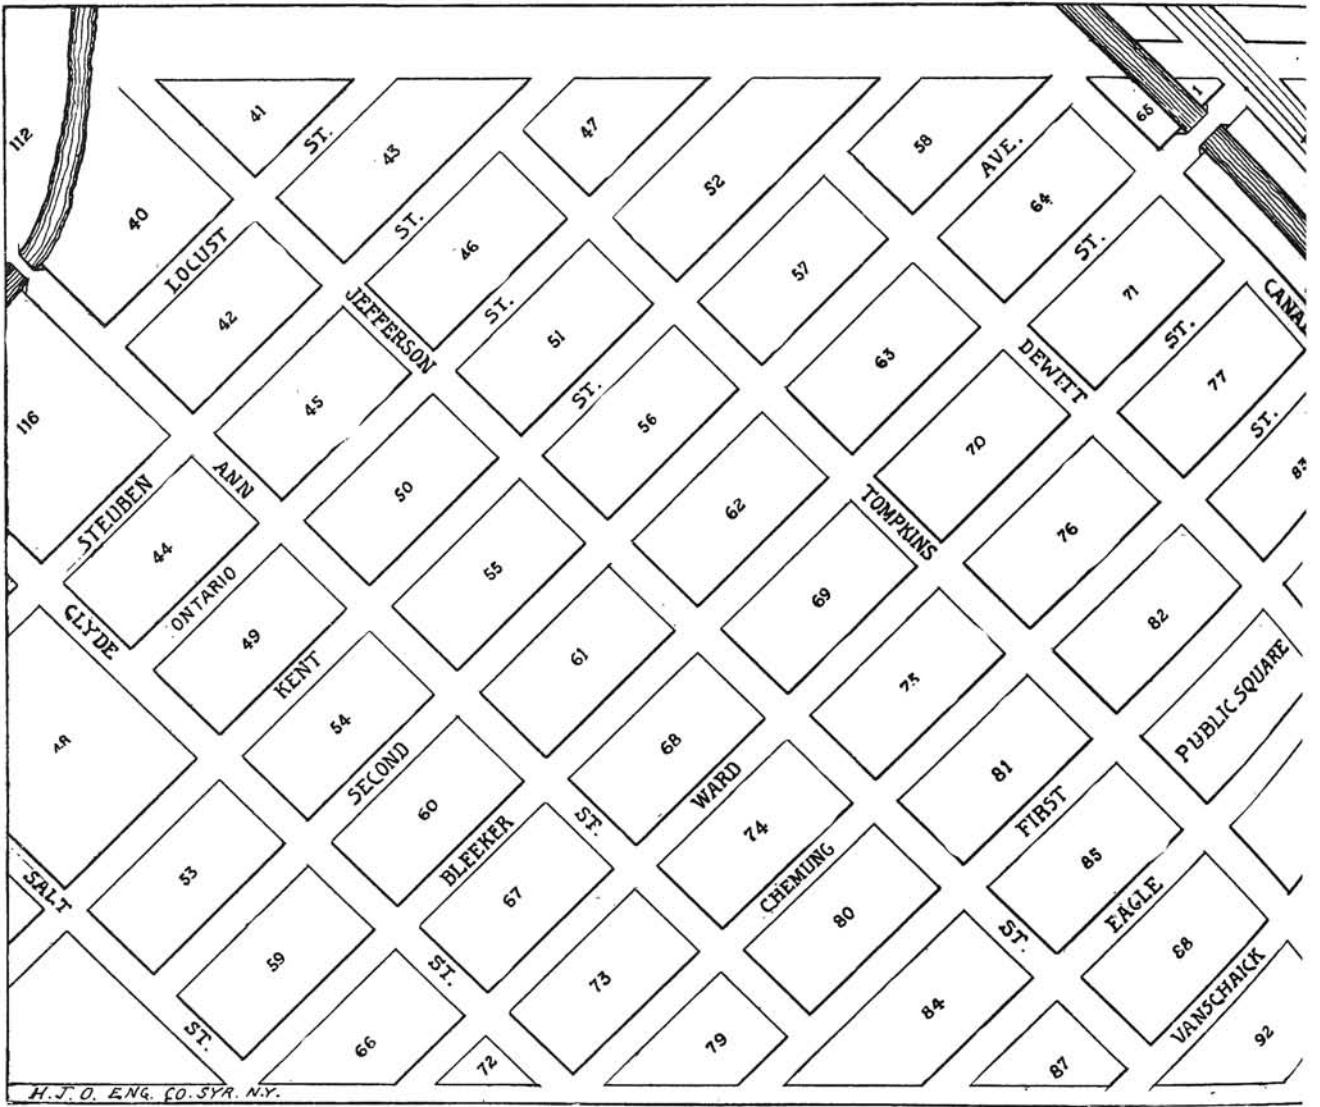 41
ST.
43
47
52
58
AVE.
65
1
64
112
40
LOCUST
42
JEFFERSON
ST.
46
57
ST.
71
CANAL
ST.
51
63
DEWITT
ST.
77
ST.
45
ST.
56
70
83
116
STEUBEN
ANN
50
62
TOMPKINS
76
44
ONTARIO
55
69
82
CLYDE
49
KENT
61
75
PUBLIC SQUARE
48
54
SECOND
68
WARD
81
FIRST
60
BLEEKER
ST.
74
CHEMUNG
85
EAGLE
SALT
53
67
80
ST.
88
VANSCHAICK
59
ST.
73
84
92
ST.
66
72
79
87
H.J.O. ENG. CO. SYR. N.Y.